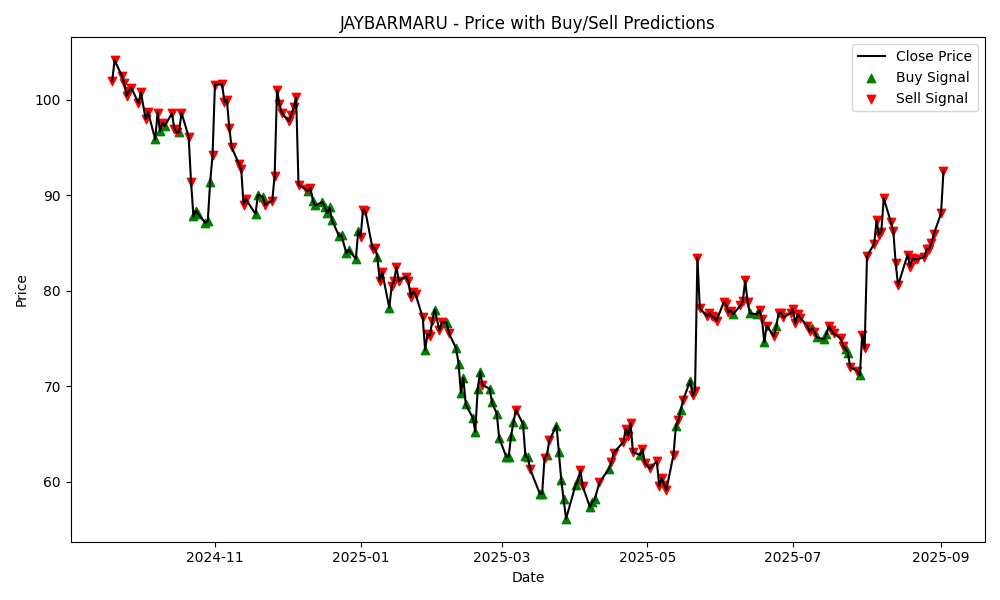 JAYBARMARU - Price with Buy/Sell Predictions
Close Price
Buy Signal
Sell Signal
Price
100
90
80
70
60
2024-11
2025-01
2025-03
2025-05
2025-07
2025-09
Date